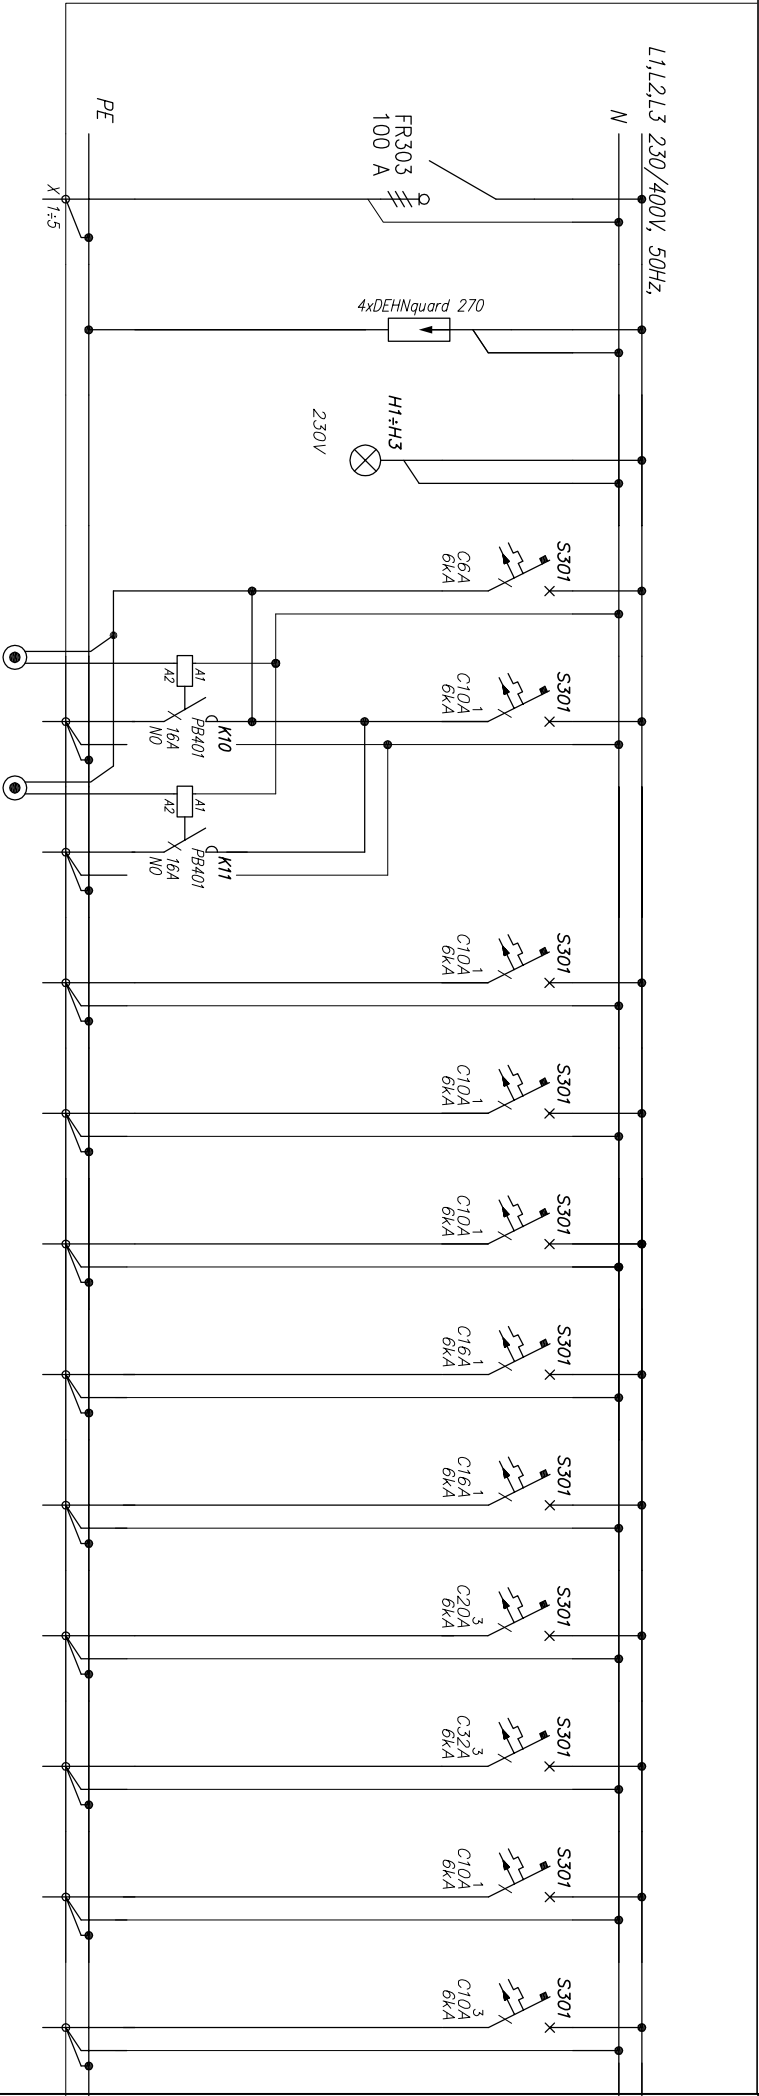 L1,L2,L3 230/400V, 50Hz,
N
PE
FR303
100 A
X 1÷5
4xDEHNguard 270
H1÷H3
230V
S301
C6A
6kA
S301
C10A 1
6kA
A1
A2
K10
PB401
16A
NO
A1
A2
K11
PB401
16A
NO
S301
C10A 1
6kA
S301
C10A 1
6kA
S301
C10A 1
6kA
S301
C16A 1
6kA
S301
C16A 1
6kA
S301
C20A 3
6kA
S301
C32A 3
6kA
S301
C10A 1
6kA
S301
C10A 3
6kA